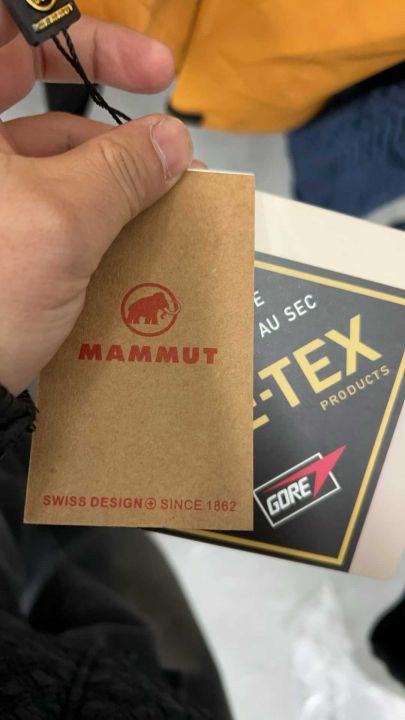 MAMMUT
SWISS DESIGN SINCE 1862
E
AU SEC
-TEX
PRODUCTS
GORE